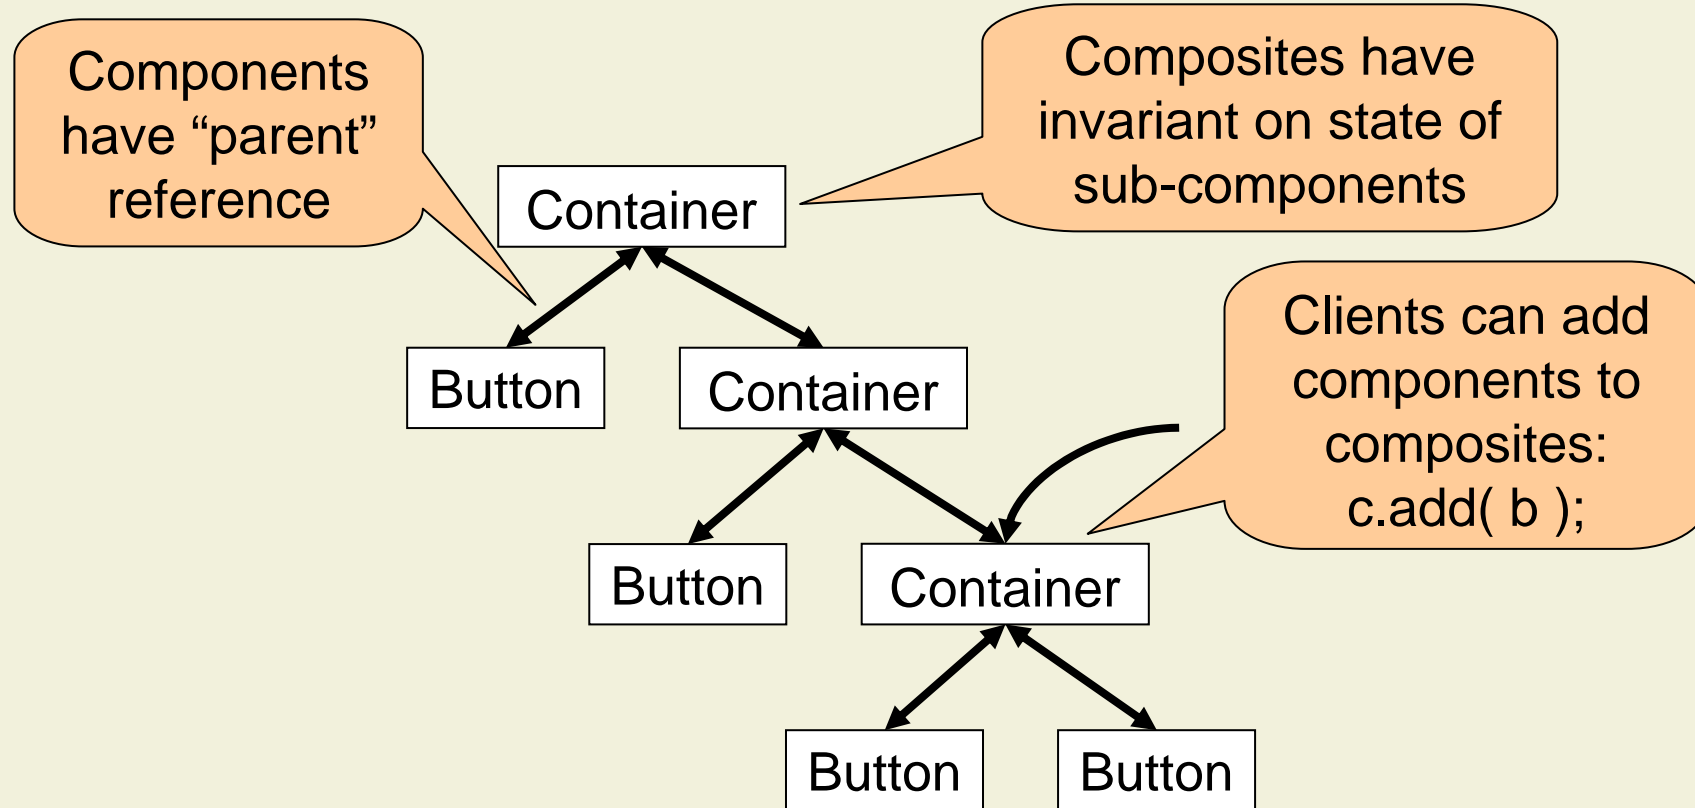 Components
have “parent”
reference
Composites have
invariant on state of
sub-components
Container
Clients can add
components to
composites:
c.add( b );
Button
Container
Button
Container
Button
Button